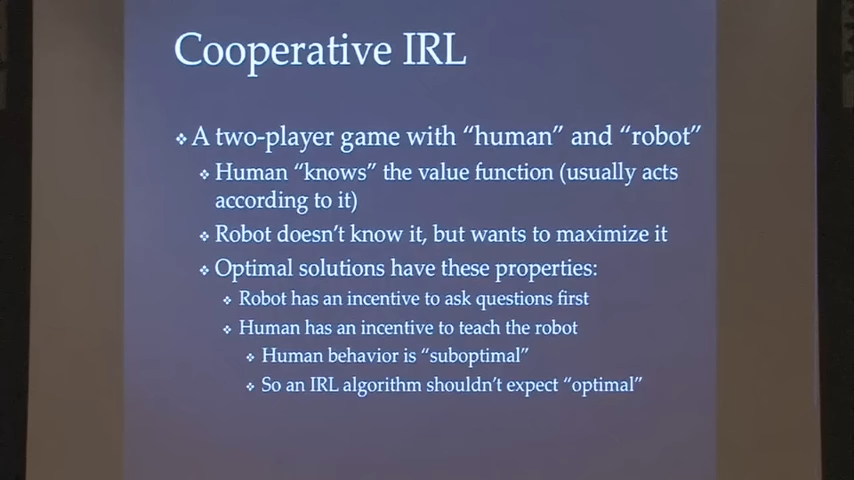 Cooperative IRL
❖ A two-player game with “human” and “robot”
❖ Human “knows” the value function (usually acts
according to it)
❖ Robot doesn’t know it, but wants to maximize it
❖ Optimal solutions have these properties:
❖ Robot has an incentive to ask questions first
❖ Human has an incentive to teach the robot
❖ Human behavior is “suboptimal”
❖ So an IRL algorithm shouldn’t expect “optimal”